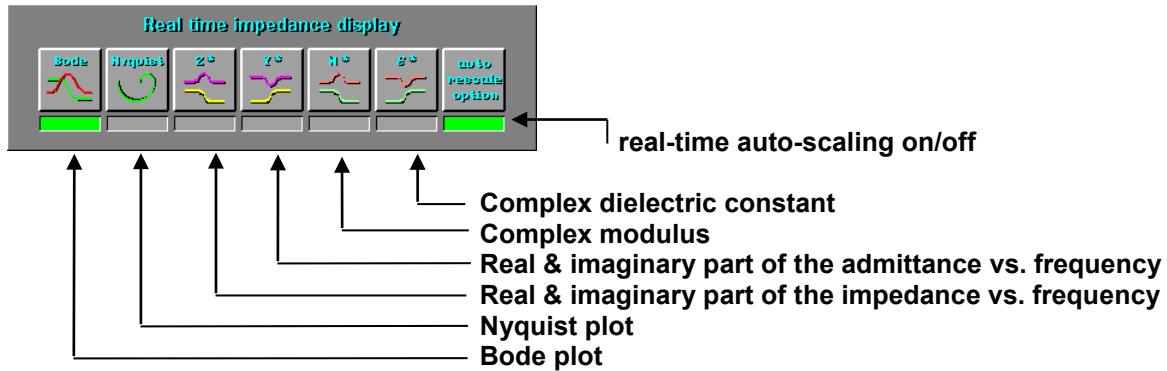 Real time impedance display
Bode Nyquist Z* Y* M* E* auto
rescale
option
real-time auto-scaling on/off
Complex dielectric constant
Complex modulus
Real & imaginary part of the admittance vs. frequency
Real & imaginary part of the impedance vs. frequency
Nyquist plot
Bode plot